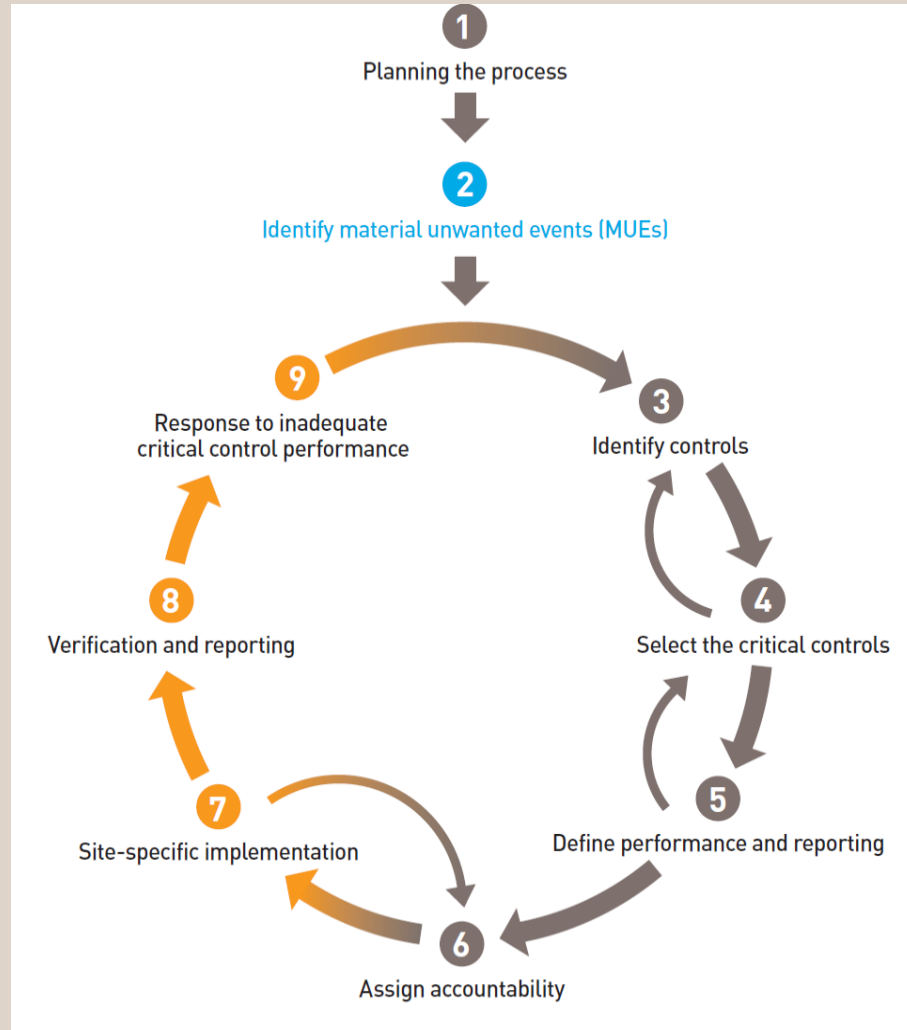 1
Planning the process
2
Identify material unwanted events (MUEs)
3
Identify controls
4
Select the critical controls
5
Define performance and reporting
6
Assign accountability
7
Site-specific implementation
8
Verification and reporting
9
Response to inadequate
critical control performance